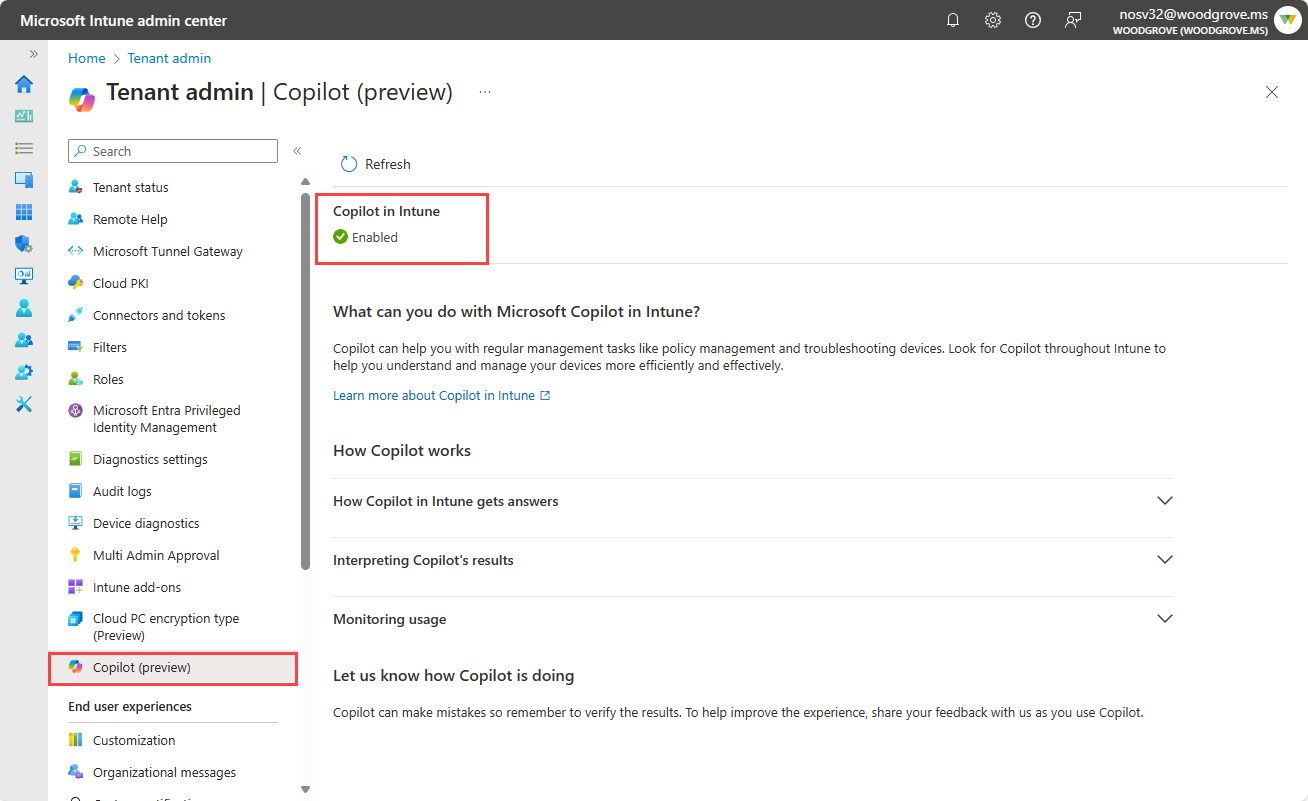 Microsoft Intune admin center
nosv32@woodgrove.ms
WOODGROVE (WOODGROVE.MS)
Home > Tenant admin
Tenant admin | Copilot (preview) ...
Search
Tenant status
Remote Help
Microsoft Tunnel Gateway
Cloud PKI
Connectors and tokens
Filters
Roles
Microsoft Entra Privileged
Identity Management
Diagnostics settings
Audit logs
Device diagnostics
Multi Admin Approval
Intune add-ons
Cloud PC encryption type
(Preview)
Copilot (preview)
End user experiences
Customization
Organizational messages
Refresh
Copilot in Intune
Enabled
What can you do with Microsoft Copilot in Intune?
Copilot can help you with regular management tasks like policy management and troubleshooting devices. Look for Copilot throughout Intune to
help you understand and manage your devices more efficiently and effectively.
Learn more about Copilot in Intune
How Copilot works
How Copilot in Intune gets answers
Interpreting Copilot's results
Monitoring usage
Let us know how Copilot is doing
Copilot can make mistakes so remember to verify the results. To help improve the experience, share your feedback with us as you use Copilot.